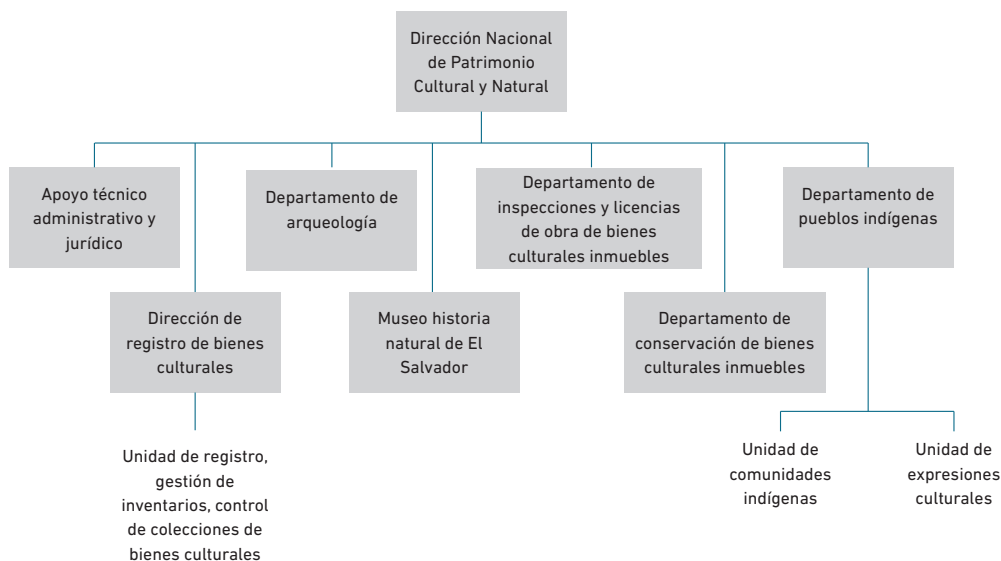 Dirección Nacional
de Patrimonio
Cultural y Natural
Apoyo técnico
administrativo y
jurídico
Departamento de
arqueología
Departamento de
inspecciones y licencias
de obra de bienes
culturales inmuebles
Departamento de
pueblos indígenas
Dirección de
registro de bienes
culturales
Museo historia
natural de El
Salvador
Departamento de
conservación de bienes
culturales inmuebles
Unidad de registro,
gestión de
inventarios, control
de colecciones de
bienes culturales
Unidad de
comunidades
indígenas
Unidad de
expresiones
culturales